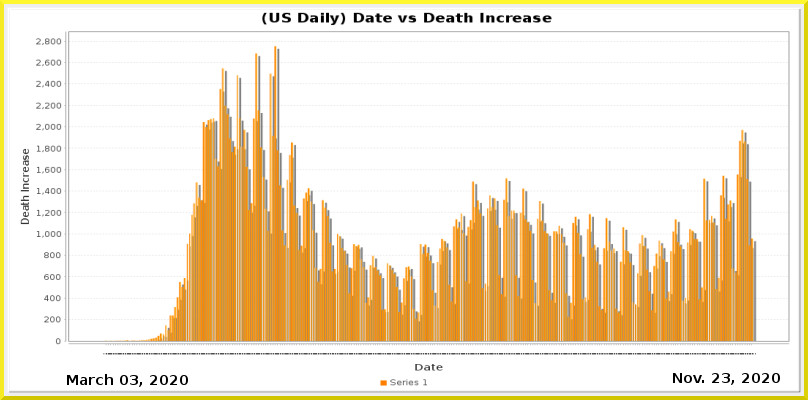 (US Daily) Date vs Death Increase
2,800
2,600
2,400
2,200
2,000
1,800
1,600
1,400
1,200
1,000
800
600
400
200
0
Death Increase
Date
March 03, 2020
Nov. 23, 2020
Series 1